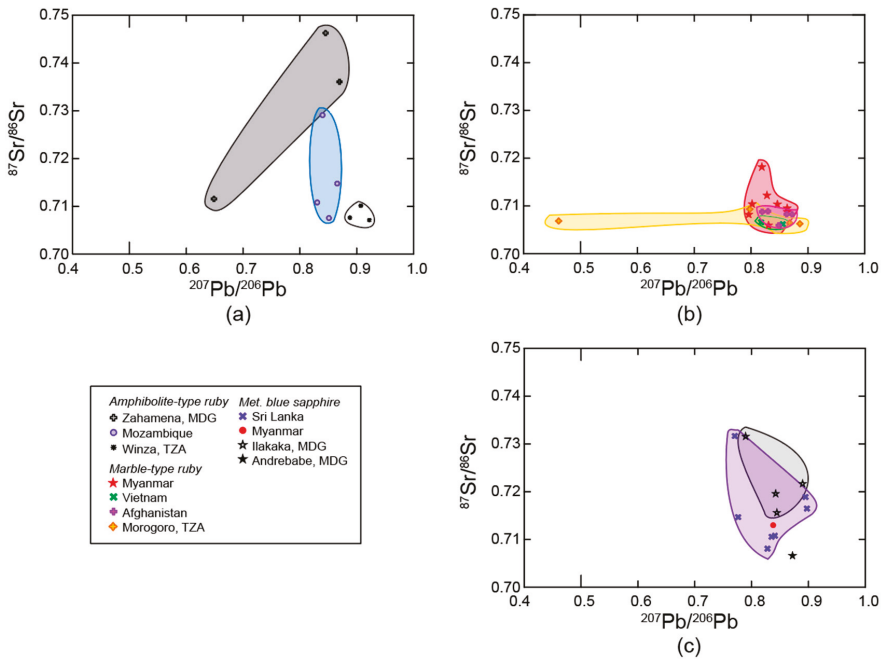 0.75
0.74
0.73
0.72
0.71
0.70
87Sr/86Sr
0.4 0.5 0.6 0.7 0.8 0.9 1.0
207Pb/206Pb
(a)
0.75
0.74
0.73
0.72
0.71
0.70
87Sr/86Sr
0.4 0.5 0.6 0.7 0.8 0.9 1.0
207Pb/206Pb
(b)
Amphibolite-type ruby
Zahamena, MDG
Mozambique
Winza, TZA
Marble-type ruby
Myanmar
Vietnam
Afghanistan
Morogoro, TZA
Met. blue sapphire
Sri Lanka
Myanmar
Ilakaka, MDG
Andrebabe, MDG
0.75
0.74
0.73
0.72
0.71
0.70
87Sr/86Sr
0.4 0.5 0.6 0.7 0.8 0.9 1.0
207Pb/206Pb
(c)